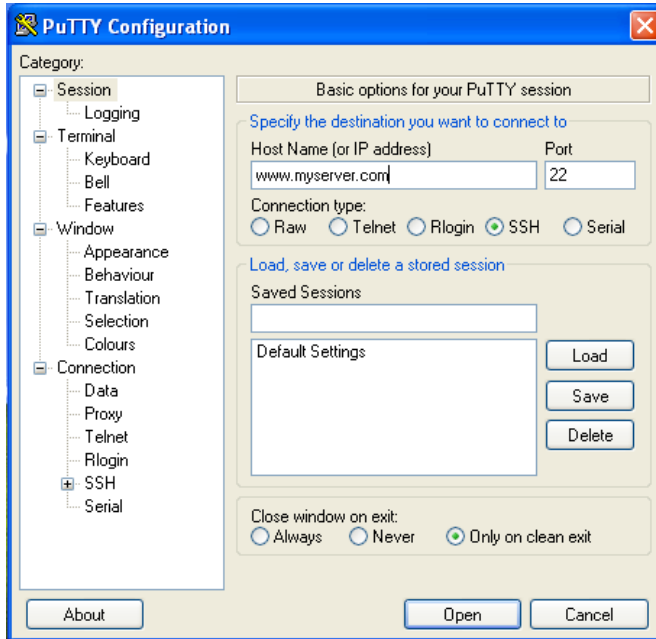 PuTTY Configuration
Category:
Session
Logging
Terminal
Keyboard
Bell
Features
Window
Appearance
Behaviour
Translation
Selection
Colours
Connection
Data
Proxy
Telnet
Rlogin
SSH
Serial
Basic options for your PuTTY session
Specify the destination you want to connect to
Host Name (or IP address) Port
www.myserver.com 22
Connection type:
Raw Telnet Rlogin SSH Serial
Load, save or delete a stored session
Saved Sessions
Default Settings
Load
Save
Delete
Close window on exit:
Always Never Only on clean exit
About Open Cancel